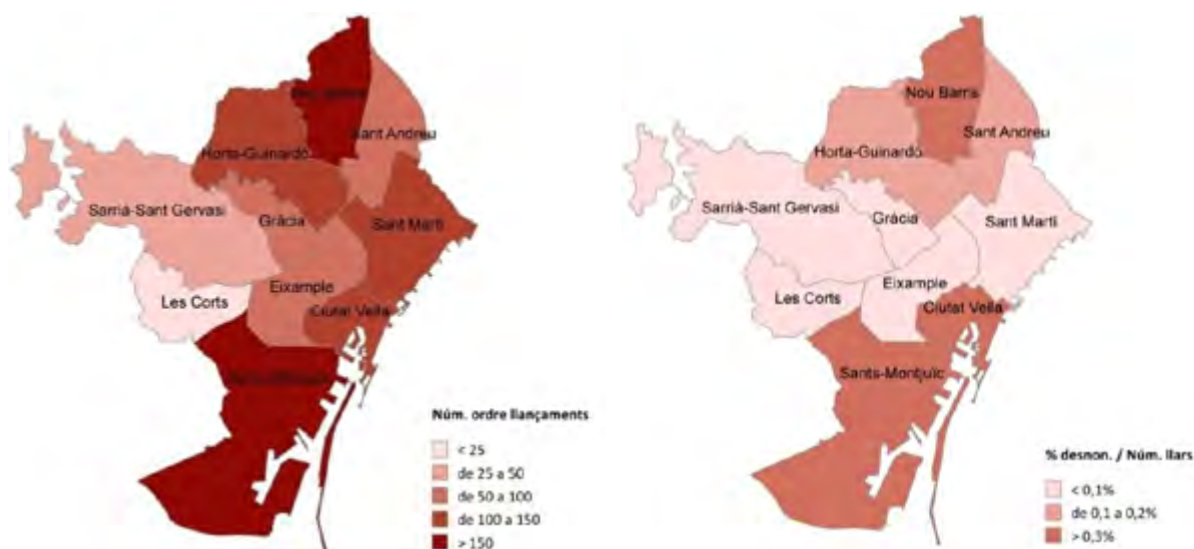 Nou Barris
Sant Andreu
Horta-Guinardó
Sarrià-Sant Gervasi
Gràcia
Sant Martí
Les Corts
Eixample
Ciutat Vella
Núm. ordre llançaments
< 25
de 25 a 50
de 50 a 100
de 100 a 150
> 150
Nou Barris
Sant Andreu
Horta-Guinardó
Sarrià-Sant Gervasi
Gràcia
Sant Martí
Les Corts
Eixample
Ciutat Vella
Sants-Montjuïc
% desnon. / Núm. llars
< 0,1%
de 0,1 a 0,2%
> 0,3%